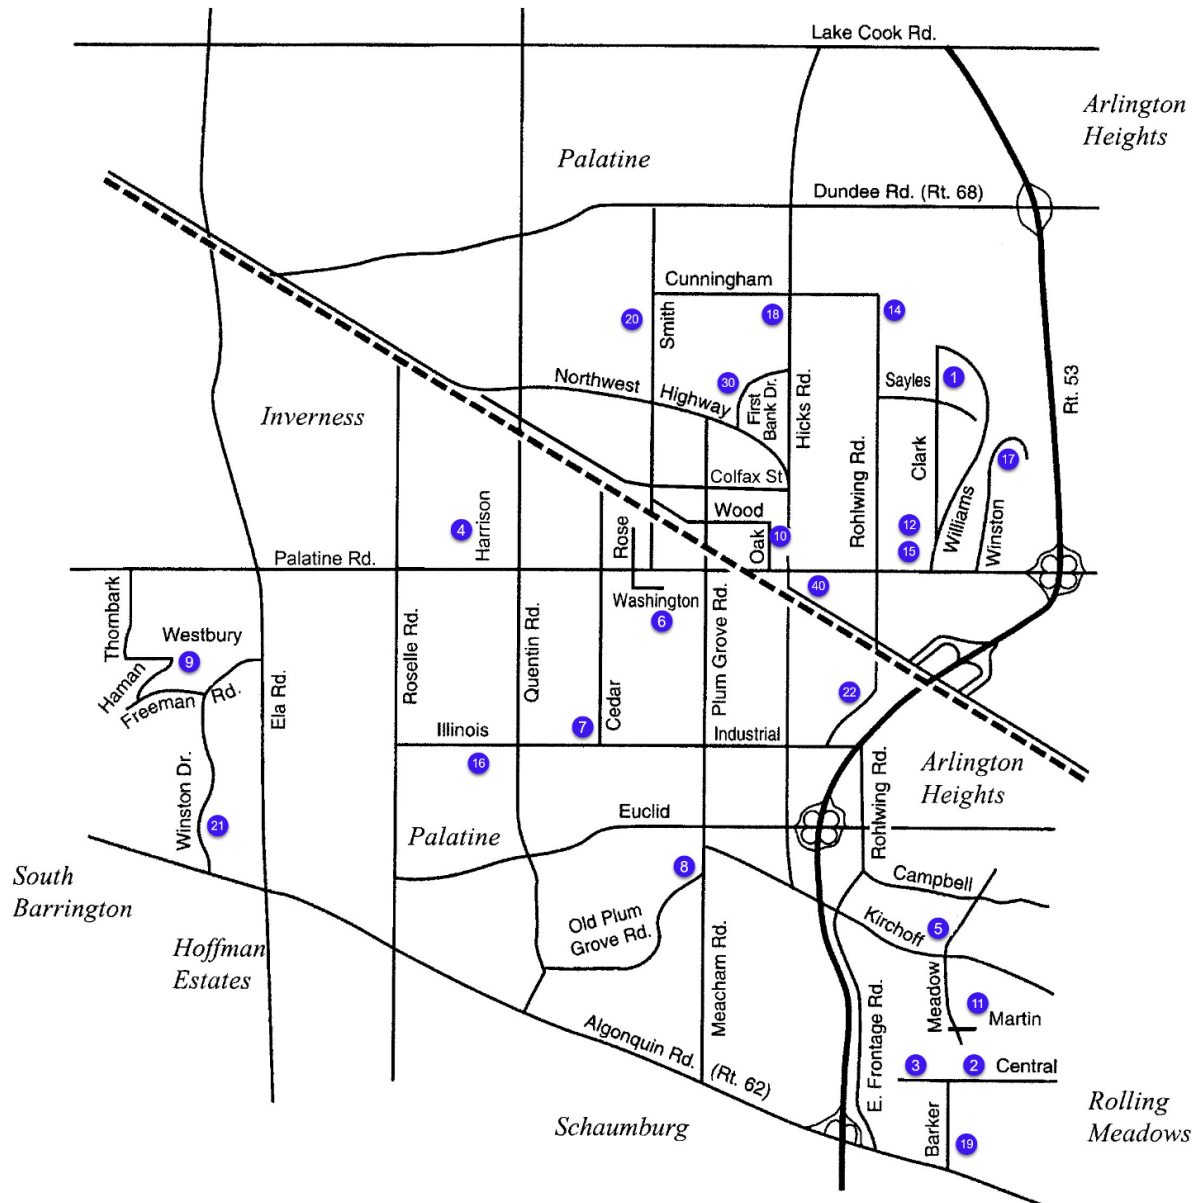 Lake Cook Rd.
Arlington
Heights
Palatine
Dundee Rd. (Rt. 68)
Cunningham
20
Smith
18
14
Northwest
Highway
30
First
Bank Dr.
Hicks Rd.
Sayles
1
Rt. 53
Inverness
Colfax St
Rohlwing Rd.
Clark
17
4
Harrison
Rose
Wood
Oak
10
12
15
Williams
Winston
Palatine Rd.
40
Thornbark
Westbury
9
Haman
Freeman
Rd.
Ela Rd.
Roselle Rd.
Quentin Rd.
Cedar
Washington
6
Plum Grove Rd.
22
Illinois
7
Industrial
16
Arlington
Heights
Winston Dr.
21
Palatine
Euclid
Rohlwing Rd.
South
Barrington
8
Campbell
Hoffman
Estates
Old Plum
Grove Rd.
Kirchoff
5
Meacham Rd.
E. Frontage Rd.
Meadow
11
Martin
Algonquin Rd.
(Rt. 62)
3
2
Central
Schaumburg
Barker
19
Rolling
Meadows